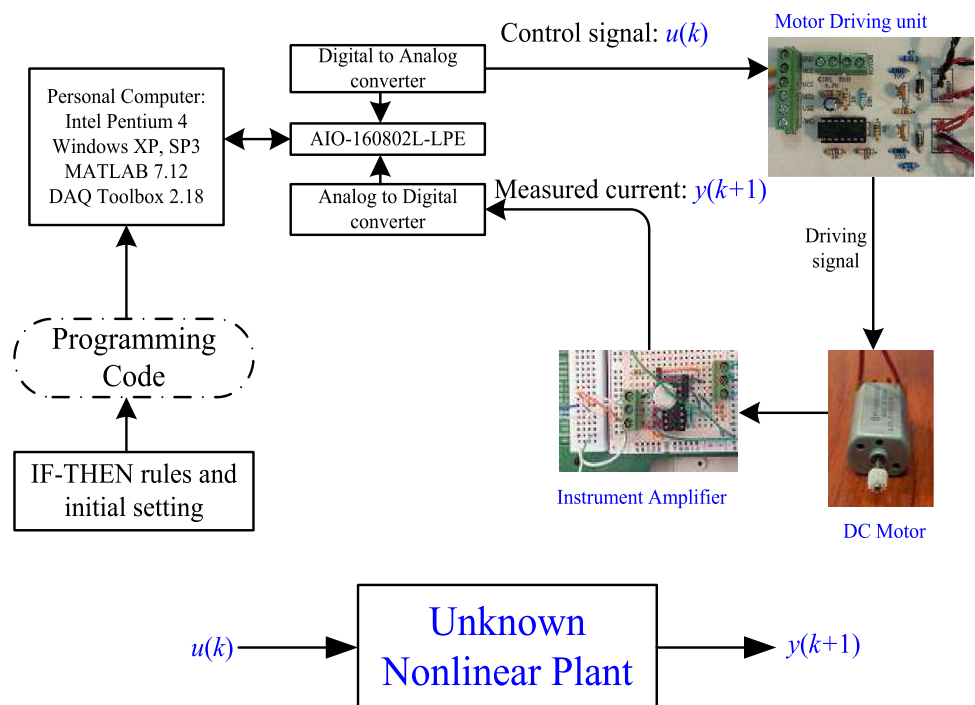 Control signal: u(k)
Motor Driving unit
Digital to Analog
converter
Personal Computer:
Intel Pentium 4
Windows XP, SP3
MATLAB 7.12
DAQ Toolbox 2.18
AIO-160802L-LPE
Analog to Digital
converter
Measured current: y(k+1)
Driving
signal
Programming
Code
IF-THEN rules and
initial setting
Instrument Amplifier
DC Motor
u(k)
Unknown
Nonlinear Plant
y(k+1)